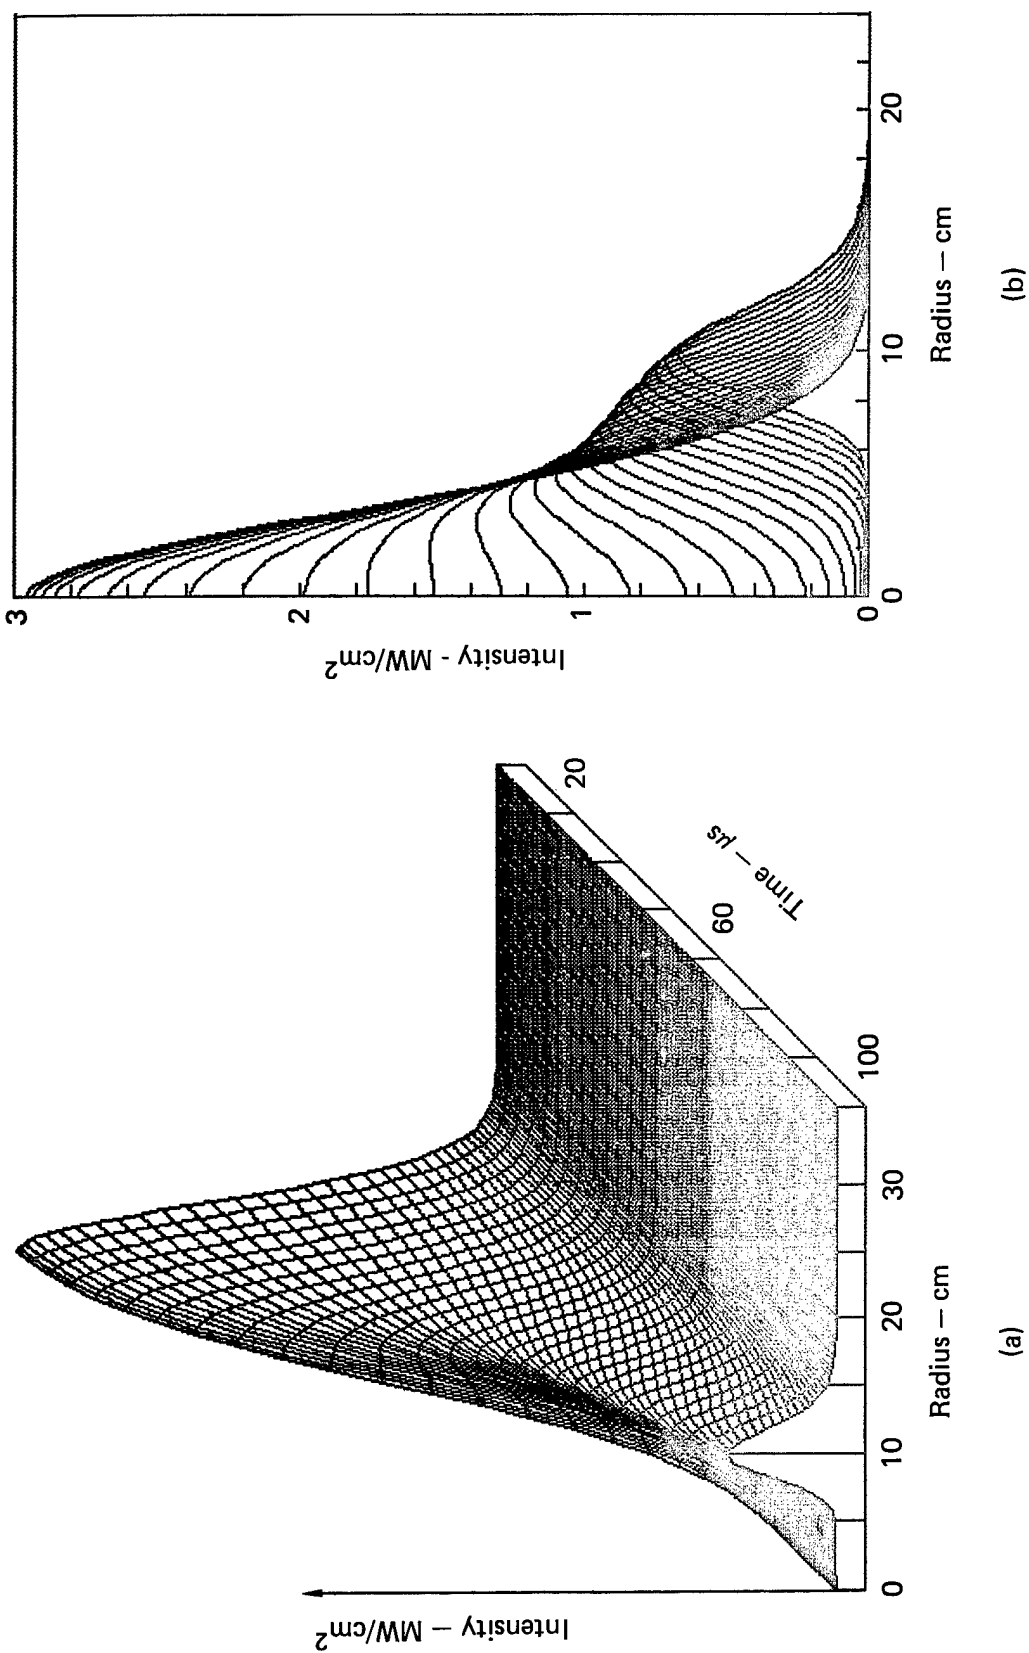 Intensity — MW/cm²
0
10
20
30
Radius — cm
100
60
20
Time — μs
(a)
Intensity - MW/cm²
3
2
1
0
0
10
20
Radius — cm
(b)